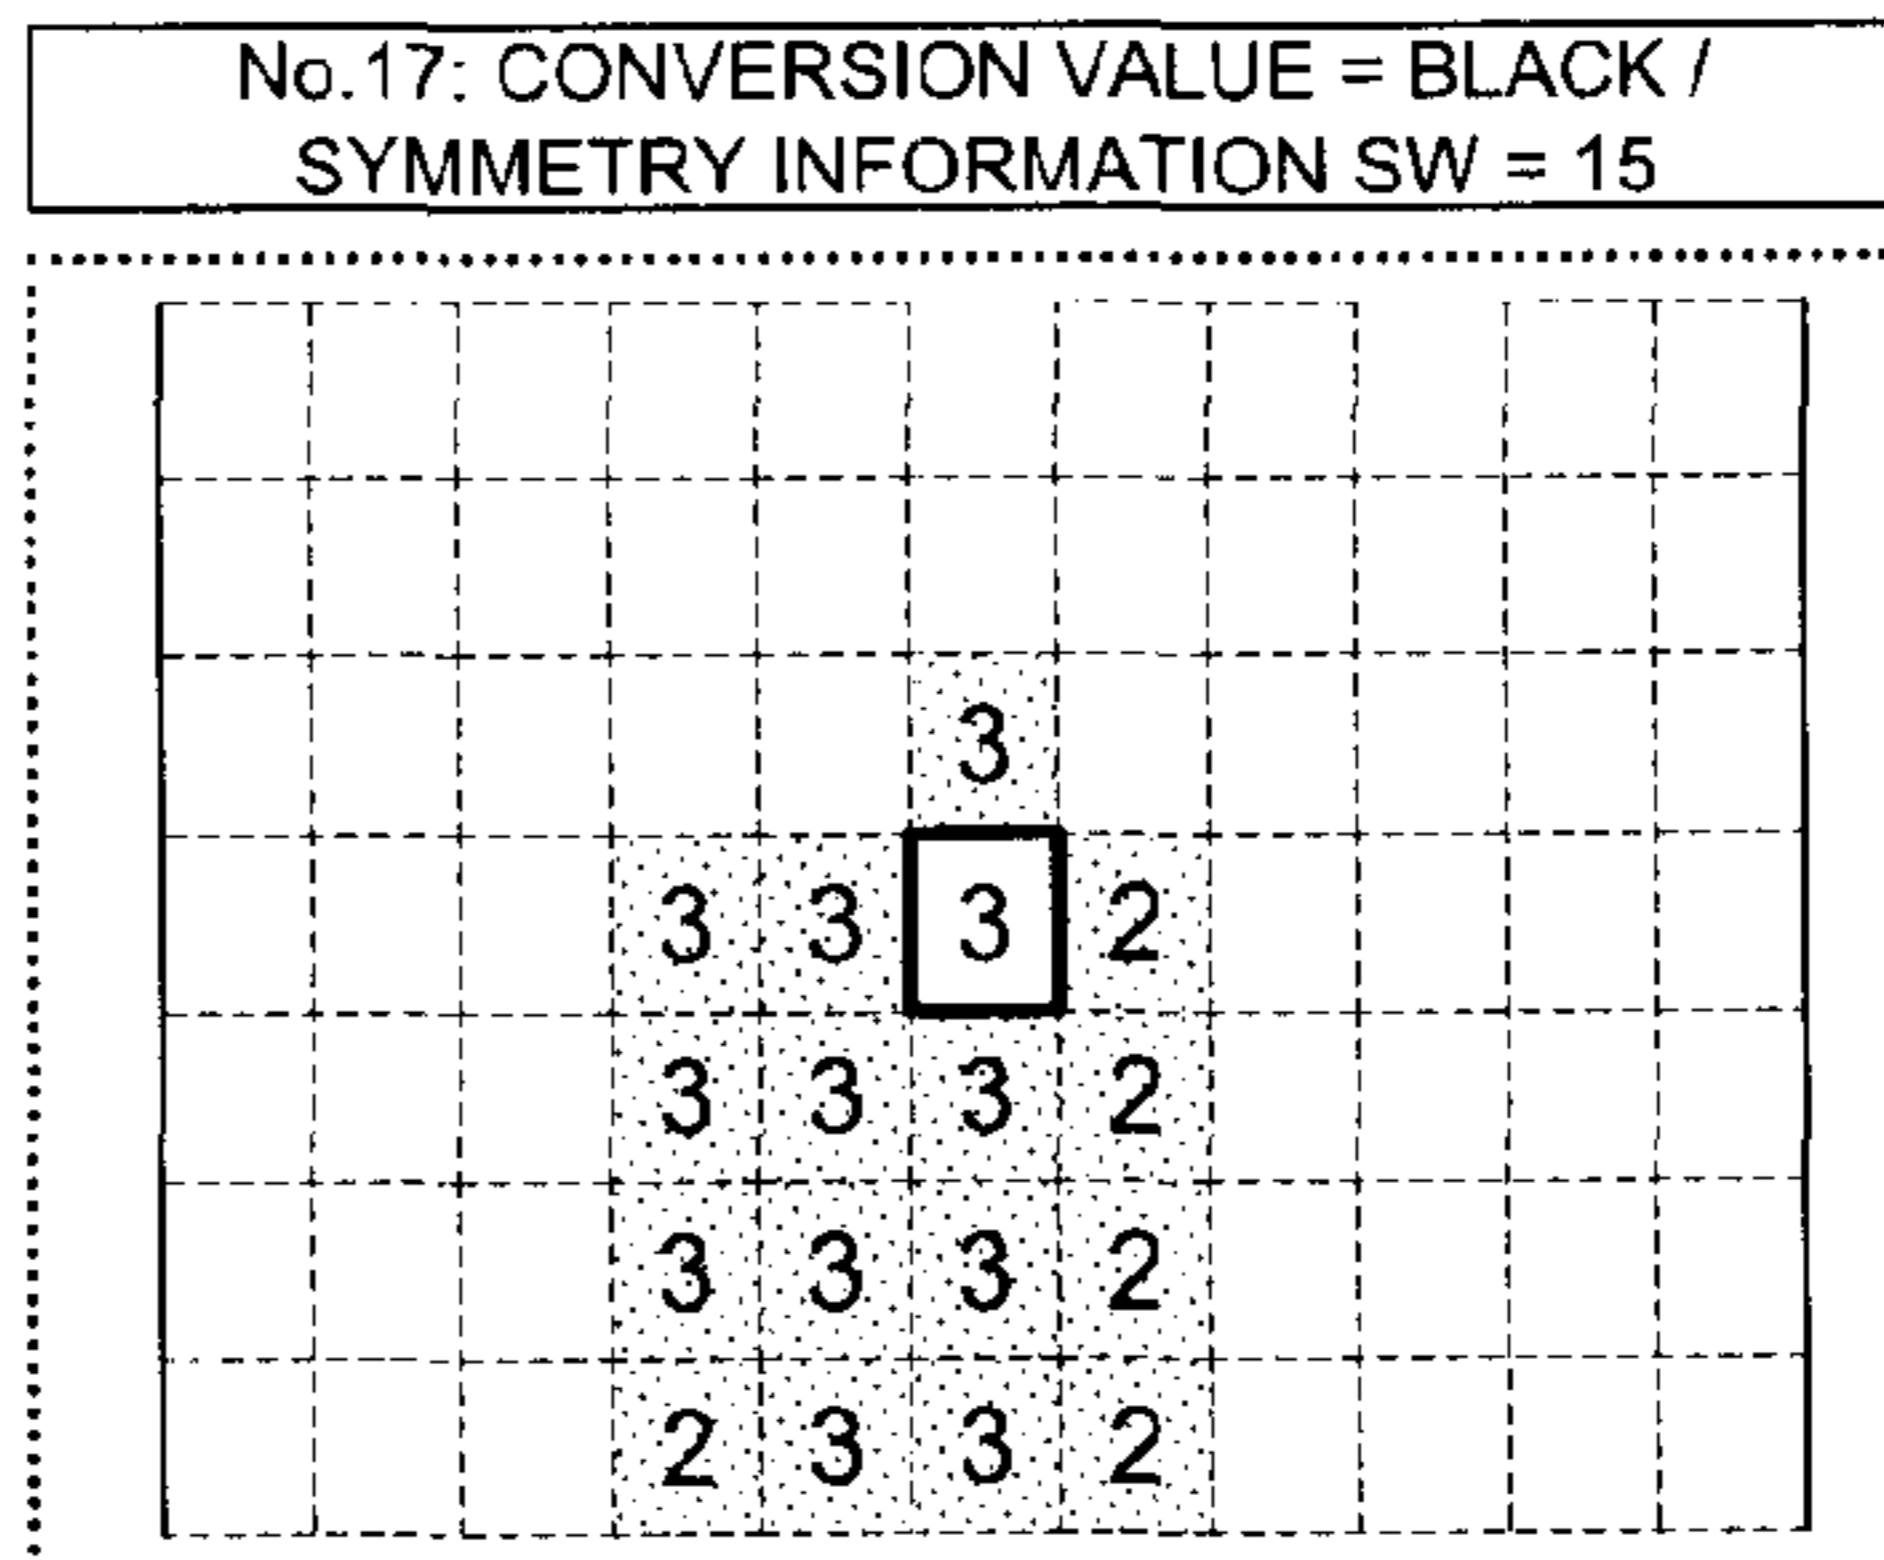 No.17: CONVERSION VALUE = BLACK /
SYMMETRY INFORMATION SW = 15
3
3 3 3 2
3 3 3 2
3 3 3 2
2 3 3 2